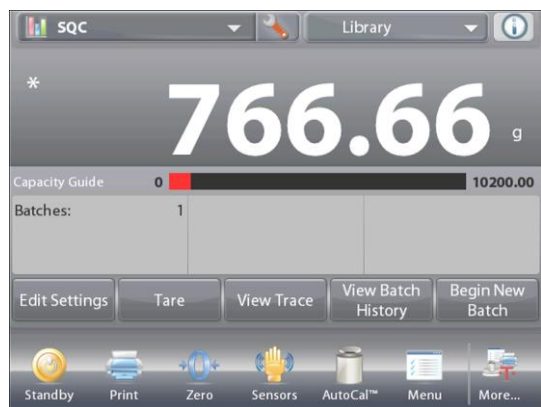 SQC
Library
*
766.66 g
Capacity Guide 0 10200.00
Batches: 1
Edit Settings
Tare
View Trace
View Batch
History
Begin New
Batch
Standby
Print
Zero
Sensors
AutoCal™
Menu
More...